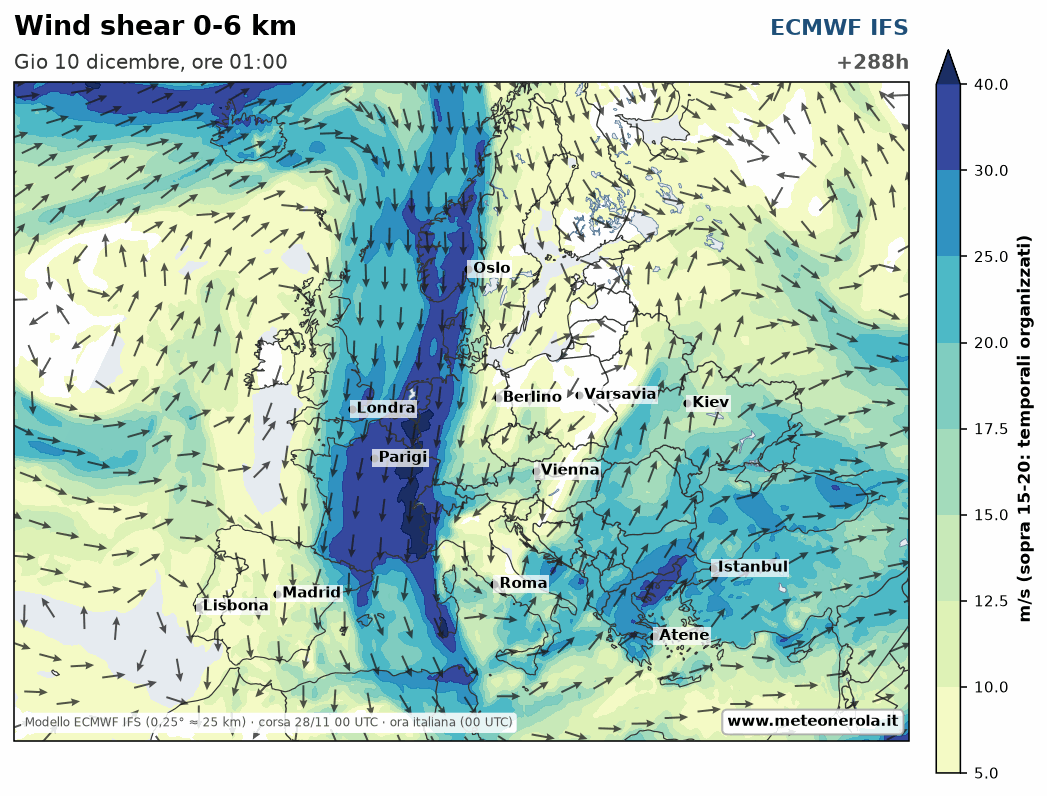 Wind shear 0-6 km
ECMWF IFS
Gio 10 dicembre, ore 01:00
+288h
Oslo
Londra
Berlino
Varsavia
Kiev
Parigi
Vienna
Istanbul
Roma
Madrid
Lisbona
Atene
Modello ECMWF IFS (0,25° ≈ 25 km) · corsa 28/11 00 UTC · ora italiana (00 UTC)
www.meteonerola.it
40.0
30.0
25.0
20.0
17.5
15.0
12.5
10.0
5.0
m/s (sopra 15-20: temporali organizzati)